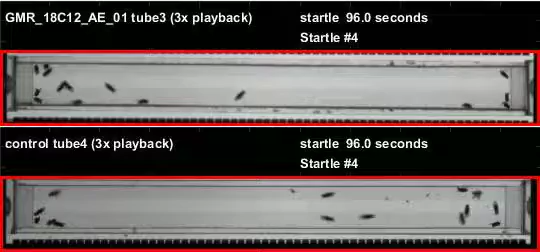 GMR_18C12_AE_01 tube3 (3x playback) startle 96.0 seconds
Startle #4
control tube4 (3x playback) startle 96.0 seconds
Startle #4